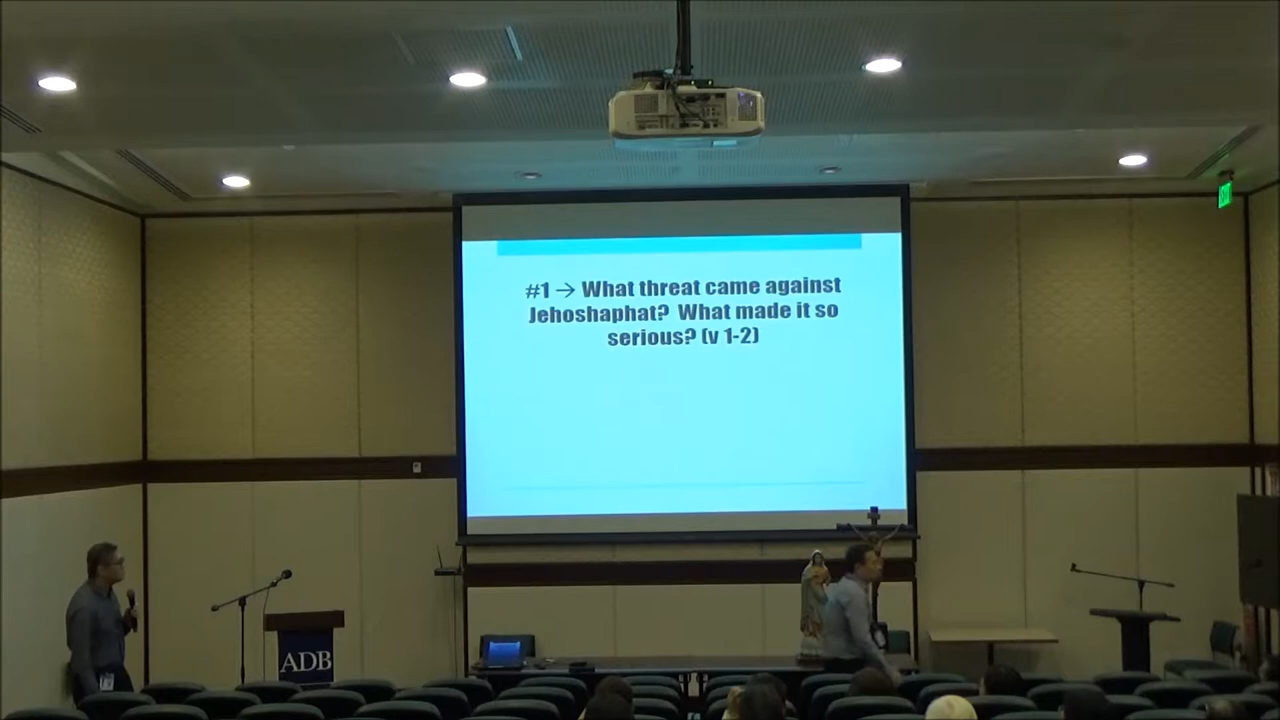 #1 → What threat came against
Jehoshaphat?  What made it so
serious? (v 1-2)
ADB